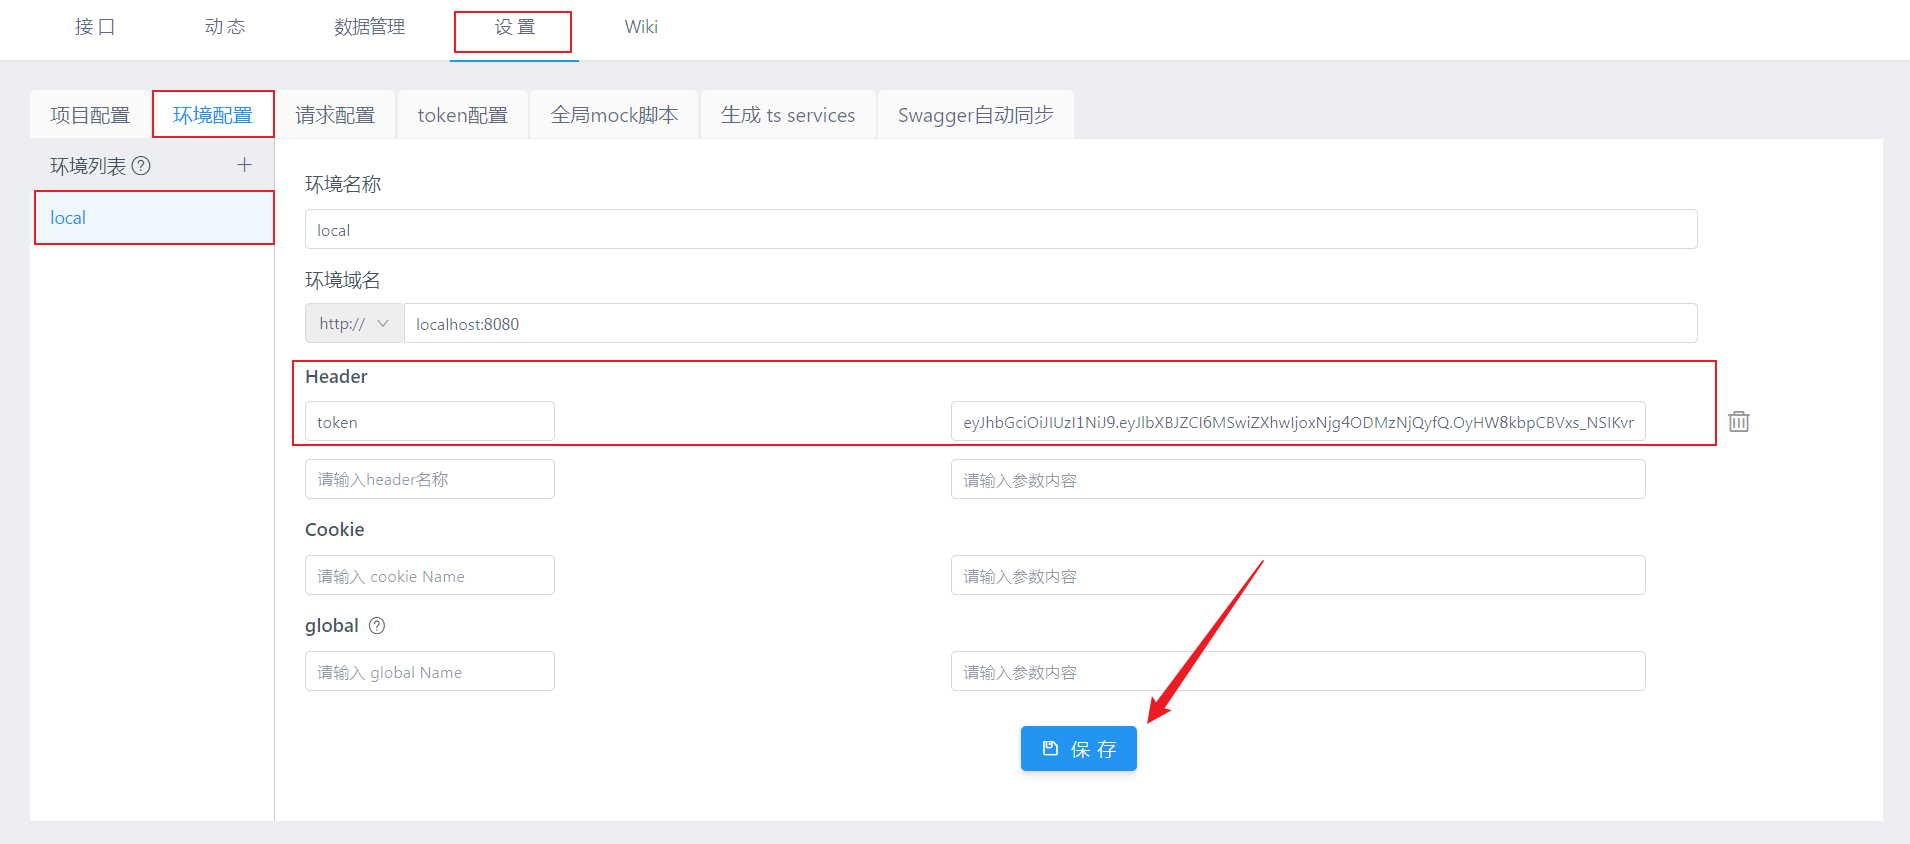 接 口 动 态 数据管理 设 置 Wiki
项目配置 环境配置 请求配置 token配置 全局mock脚本 生成 ts services Swagger自动同步
环境列表
local
环境名称
local
环境域名
http:// localhost:8080
Header
token eyJhbGciOiJIUzI1NiJ9.eyJlbXBJZCI6MSwiZXhwIjoxNjg4ODMzNjQyfQ.OyHW8kbpCBVxs_NSIKvr
请输入header名称 请输入参数内容
Cookie
请输入 cookie Name 请输入参数内容
global
请输入 global Name 请输入参数内容
保 存